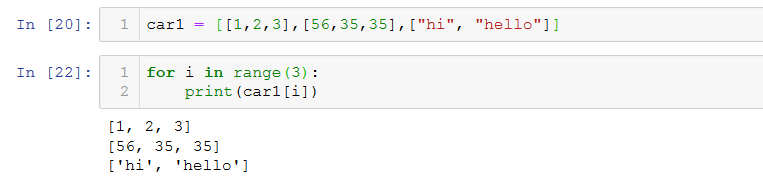 In [20]: 1 car1 = [[1,2,3],[56,35,35],["hi", "hello"]]
In [22]: 1 for i in range(3):
2 print(car1[i])
[1, 2, 3]
[56, 35, 35]
['hi', 'hello']